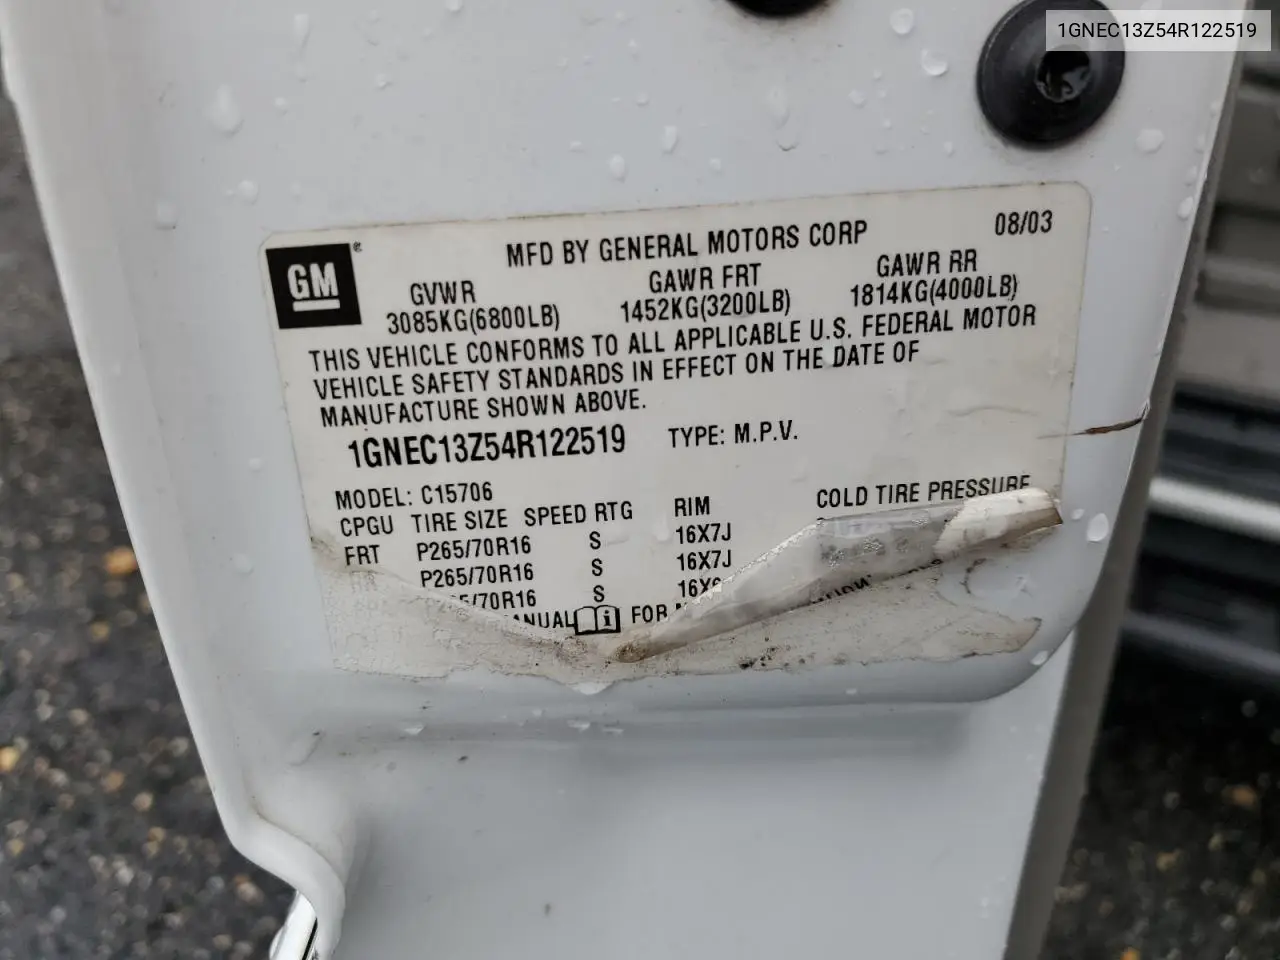 1GNEC13Z54R122519
GM®
MFD BY GENERAL MOTORS CORP 08/03
GVWR GAWR FRT GAWR RR
3085KG(6800LB) 1452KG(3200LB) 1814KG(4000LB)
THIS VEHICLE CONFORMS TO ALL APPLICABLE U.S. FEDERAL MOTOR
VEHICLE SAFETY STANDARDS IN EFFECT ON THE DATE OF
MANUFACTURE SHOWN ABOVE.
1GNEC13Z54R122519 TYPE: M.P.V.
MODEL: C15706
CPGU TIRE SIZE SPEED RTG RIM COLD TIRE PRESSURE
FRT P265/70R16 S 16X7J
P265/70R16 S 16X7J
/70R16 S
FOR